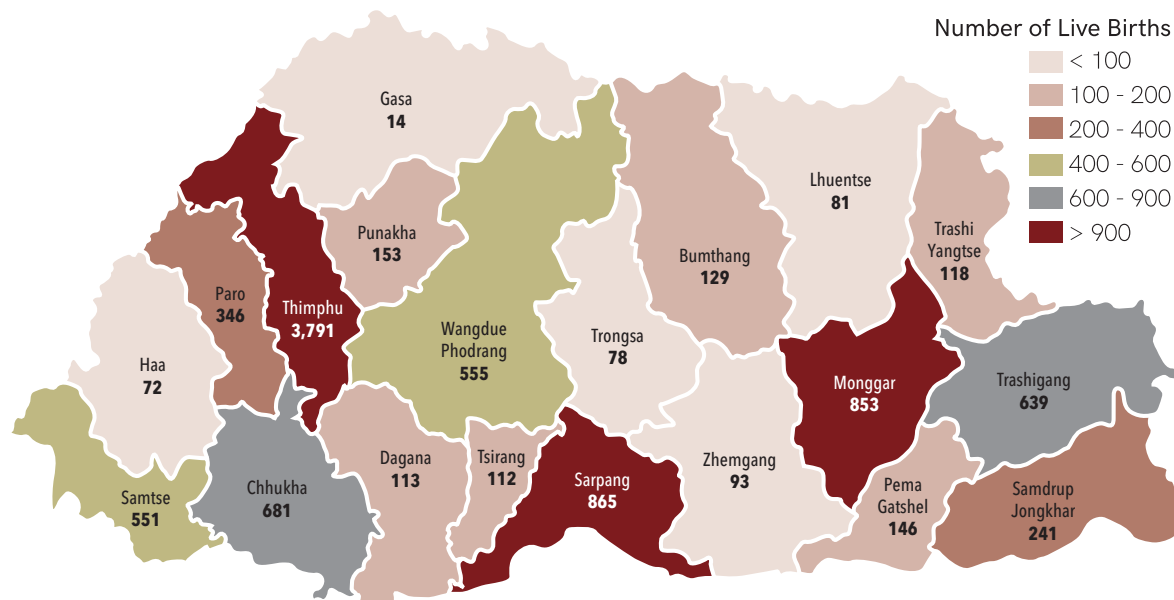 Number of Live Births
< 100
100 - 200
200 - 400
400 - 600
600 - 900
> 900
Gasa
14
Punakha
153
Lhuentse
81
Trashi
Yangtse
118
Bumthang
129
Paro
346
Thimphu
3,791
Wangdue
Phodrang
555
Trongsa
78
Haa
72
Monggar
853
Trashigang
639
Samtse
551
Chhukha
681
Dagana
113
Tsirang
112
Sarpang
865
Zhemgang
93
Pema
Gatshel
146
Samdrup
Jongkhar
241